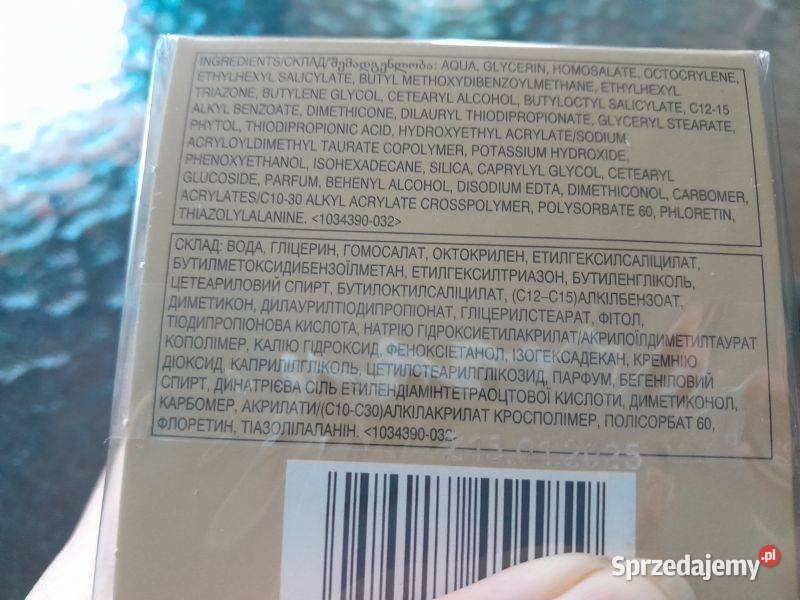 INGREDIENTS/СКЛАД/შემადგენლობა: AQUA, GLYCERIN, HOMOSALATE, OCTOCRYLENE,
ETHYLHEXYL SALICYLATE, BUTYL METHOXYDIBENZOYLMETHANE, ETHYLHEXYL
TRIAZONE, BUTYLENE GLYCOL, CETEARYL ALCOHOL, BUTYLOCTYL SALICYLATE, C12-15
ALKYL BENZOATE, DIMETHICONE, DILAURYL THIODIPROPIONATE, GLYCERYL STEARATE,
PHYTOL, THIODIPROPIONIC ACID, HYDROXYETHYL ACRYLATE/SODIUM
ACRYLOYLDIMETHYL TAURATE COPOLYMER, POTASSIUM HYDROXIDE,
PHENOXYETHANOL, ISOHEXADECANE, SILICA, CAPRYLYL GLYCOL, CETEARYL
GLUCOSIDE, PARFUM, BEHENYL ALCOHOL, DISODIUM EDTA, DIMETHICONOL, CARBOMER,
ACRYLATES/C10-30 ALKYL ACRYLATE CROSSPOLYMER, POLYSORBATE 60, PHLORETIN,
THIAZOLYLALANINE. <1034390-032>
СКЛАД: ВОДА, ГЛІЦЕРИН, ГОМОСАЛАТ, ОКТОКРИЛЕН, ЕТИЛГЕКСИЛСАЛІЦИЛАТ,
БУТИЛМЕТОКСИДИБЕНЗОЇЛМЕТАН, ЕТИЛГЕКСИЛТРИАЗОН, БУТИЛЕНГЛІКОЛЬ,
ЦЕТЕАРИЛОВИЙ СПИРТ, БУТИЛОКТИЛСАЛІЦИЛАТ, (С12–С15)АЛКІЛБЕНЗОАТ,
ДИМЕТИКОН, ДИЛАУРИЛТІОДИПРОПІОНАТ, ГЛІЦЕРИЛСТЕАРАТ, ФІТОЛ,
ТІОДИПРОПІОНОВА КИСЛОТА, НАТРІЮ ГІДРОКСИЕТИЛАКРИЛАТ/АКРИЛОЇЛДИМЕТИЛТАУРАТ
КОПОЛІМЕР, КАЛІЮ ГІДРОКСИД, ФЕНОКСІЕТАНОЛ, ІЗОГЕКСАДЕКАН, КРЕМНІЮ
ДІОКСИД, КАПРИЛІЛГЛІКОЛЬ, ЦЕТИЛСТЕАРИЛГЛІКОЗИД, ПАРФУМ, БЕГЕНІЛОВИЙ
СПИРТ, ДИНАТРІЄВА СІЛЬ ЕТИЛЕНДІАМІНТЕТРАОЦТОВОЇ КИСЛОТИ, ДИМЕТИКОНОЛ,
КАРБОМЕР, АКРИЛАТИ/(С10-С30)АЛКІЛАКРИЛАТ КРОСПОЛІМЕР, ПОЛІСОРБАТ 60,
ФЛОРЕТИН, ТІАЗОЛІЛАЛАНІН. <1034390-032>
15.01.2025
Sprzedajemy.pl